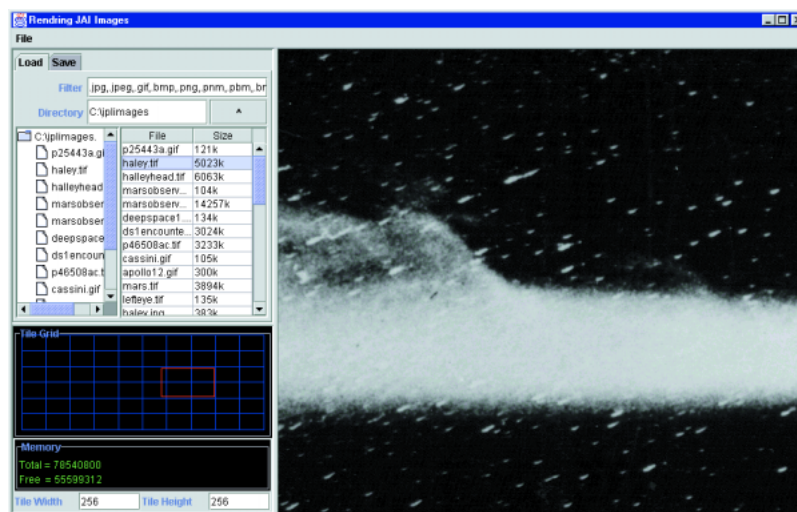 Rendring JAI Images
File
Load Save
Filter .jpg,.jpeg,.gif,.bmp,.png,.pnm,.pbm,.br
Directory C:\jplimages ^
C:\jplimages.
p25443a.gi
haley.tif
halleyhead
marsobser
marsobser
deepspace
ds1encoun
p46508ac.t
cassini.gif
File Size
p25443a.gif 121k
haley.tif 5023k
halleyhead.tif 6063k
marsobserv... 104k
marsobserv... 14257k
deepspace1... 134k
ds1encounte... 3024k
p46508ac.tif 3233k
cassini.gif 105k
apollo12.gif 300k
mars.tif 3894k
lefteye.tif 135k
haley.jpg 383k
Tile Grid
Memory
Total = 78540800
Free = 55599312
Tile Width 256 Tile Height 256